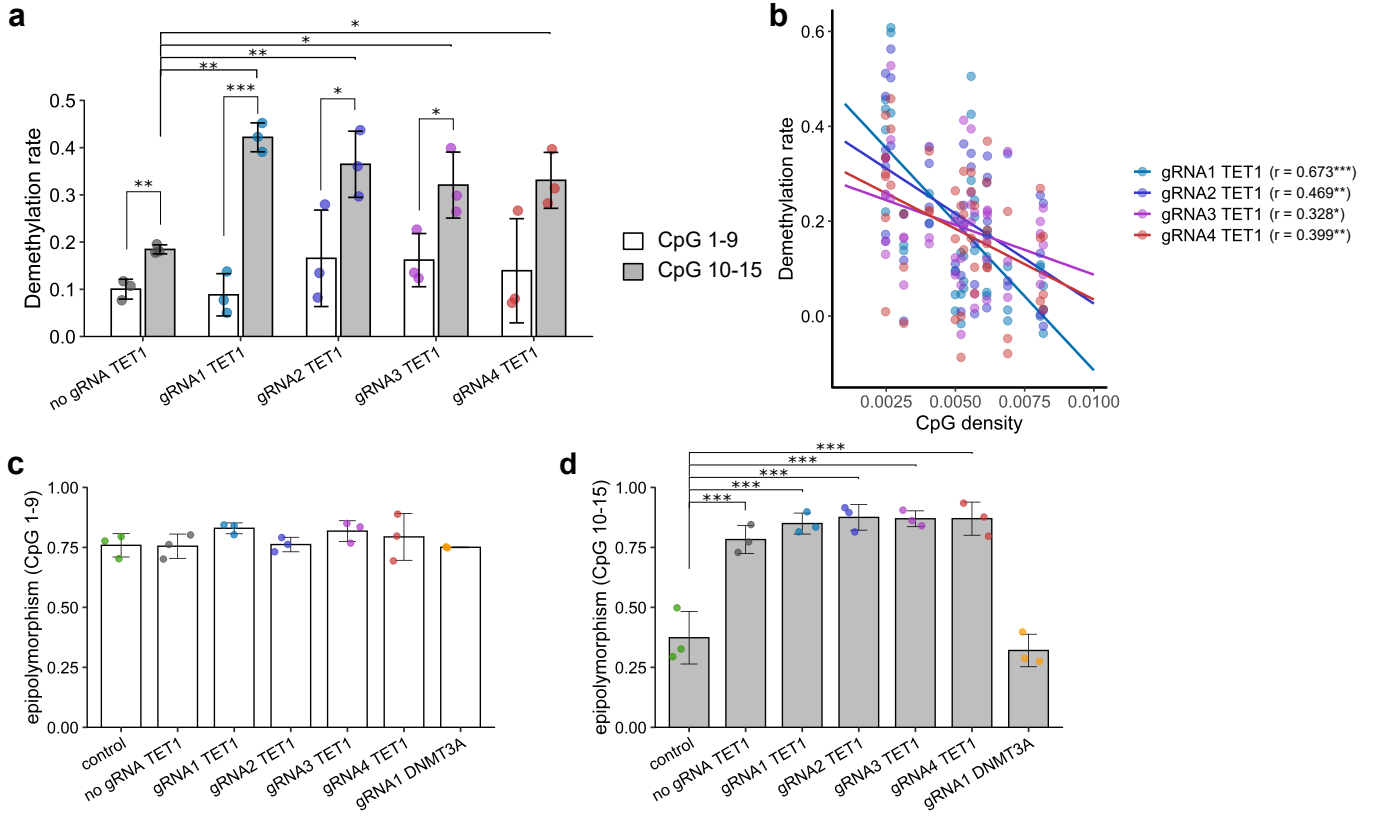 a
*
*
**
**
***
*
*
**
Demethylation rate
0.5
0.4
0.3
0.2
0.1
0.0
no gRNA TET1
gRNA1 TET1
gRNA2 TET1
gRNA3 TET1
gRNA4 TET1
CpG 1-9
CpG 10-15
b
Demethylation rate
0.6
0.4
0.2
0.0
0.0025
0.0050
0.0075
0.0100
CpG density
gRNA1 TET1 (r = 0.673***)
gRNA2 TET1 (r = 0.469**)
gRNA3 TET1 (r = 0.328*)
gRNA4 TET1 (r = 0.399**)
c
epipolymorphism (CpG 1-9)
1.00
0.75
0.50
0.25
0.00
control
no gRNA TET1
gRNA1 TET1
gRNA2 TET1
gRNA3 TET1
gRNA4 TET1
gRNA1 DNMT3A
d
***
***
***
***
***
epipolymorphism (CpG 10-15)
1.00
0.75
0.50
0.25
0.00
control
no gRNA TET1
gRNA1 TET1
gRNA2 TET1
gRNA3 TET1
gRNA4 TET1
gRNA1 DNMT3A